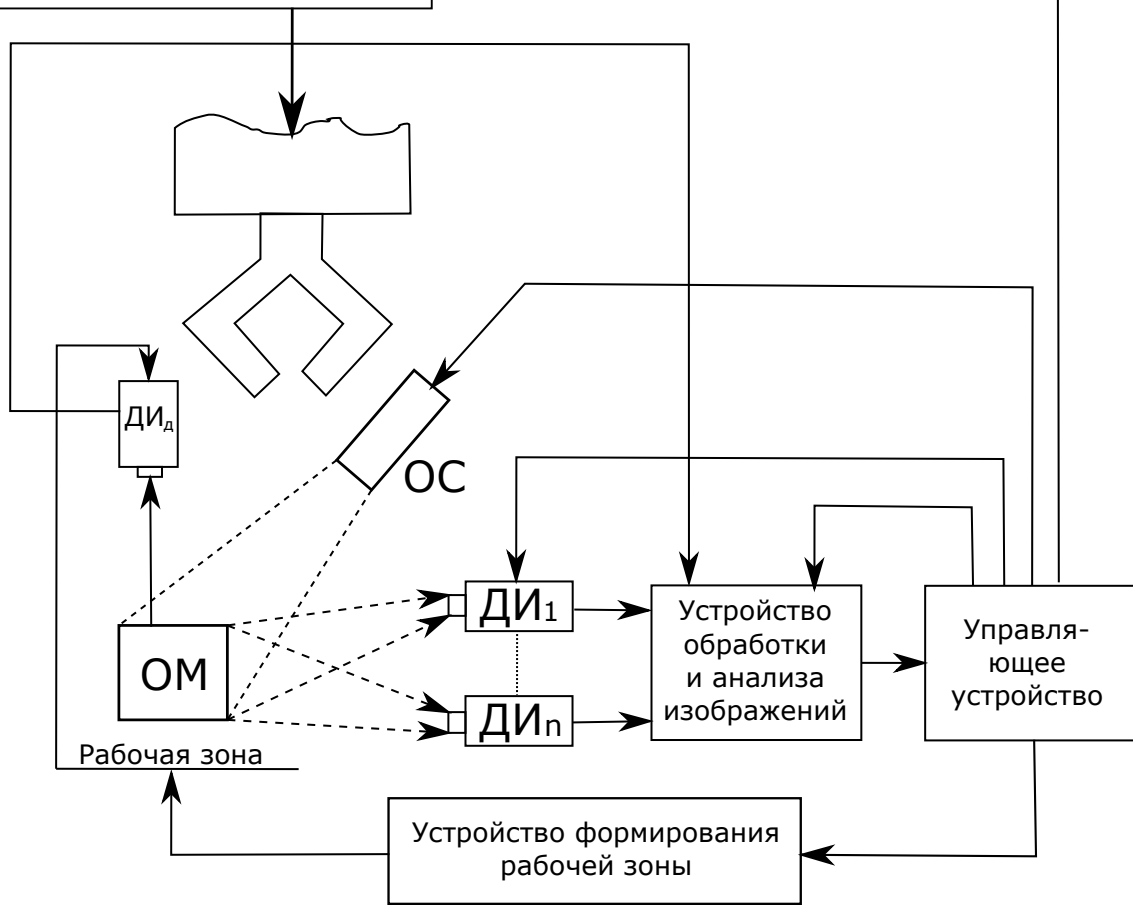 ДИд
ОС
ДИ1
Устройство
обработки
и анализа
изображений
Управля-
ющее
устройство
ОМ
ДИn
Рабочая зона
Устройство формирования
рабочей зоны